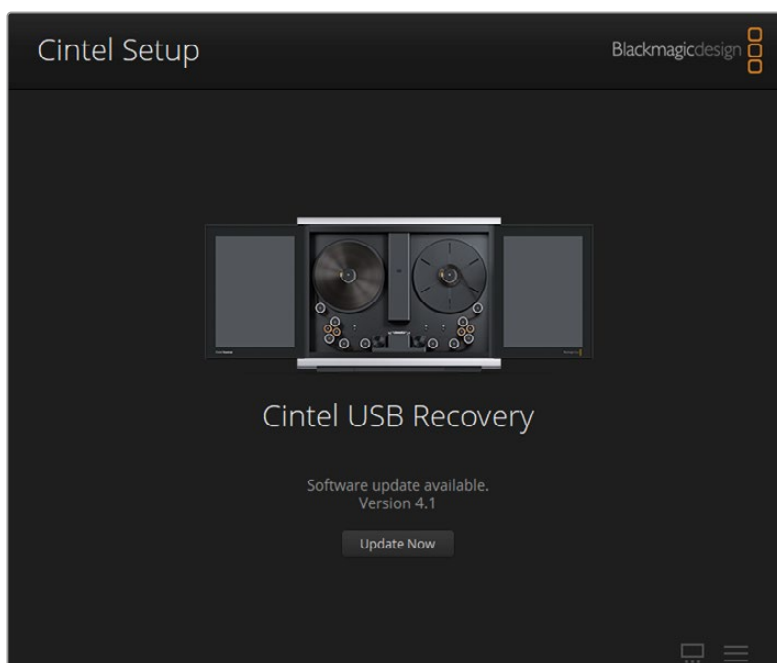 Cintel Setup
Blackmagicdesign
Cintel USB Recovery
Software update available.
Version 4.1
Update Now